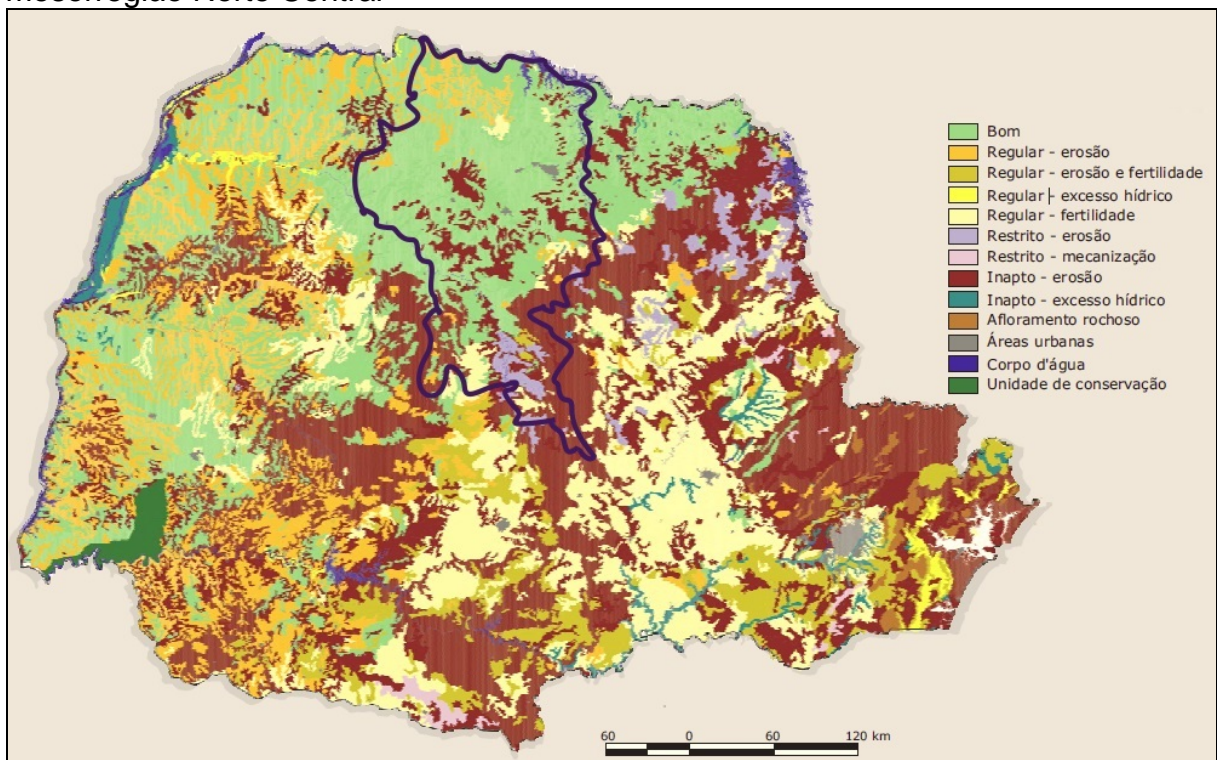 mesorregião Norte Central
Bom
Regular - erosão
Regular - erosão e fertilidade
Regular - excesso hídrico
Regular - fertilidade
Restrito - erosão
Restrito - mecanização
Inapto - erosão
Inapto - excesso hídrico
Afloramento rochoso
Áreas urbanas
Corpo d'água
Unidade de conservação
60 0 60 120 km